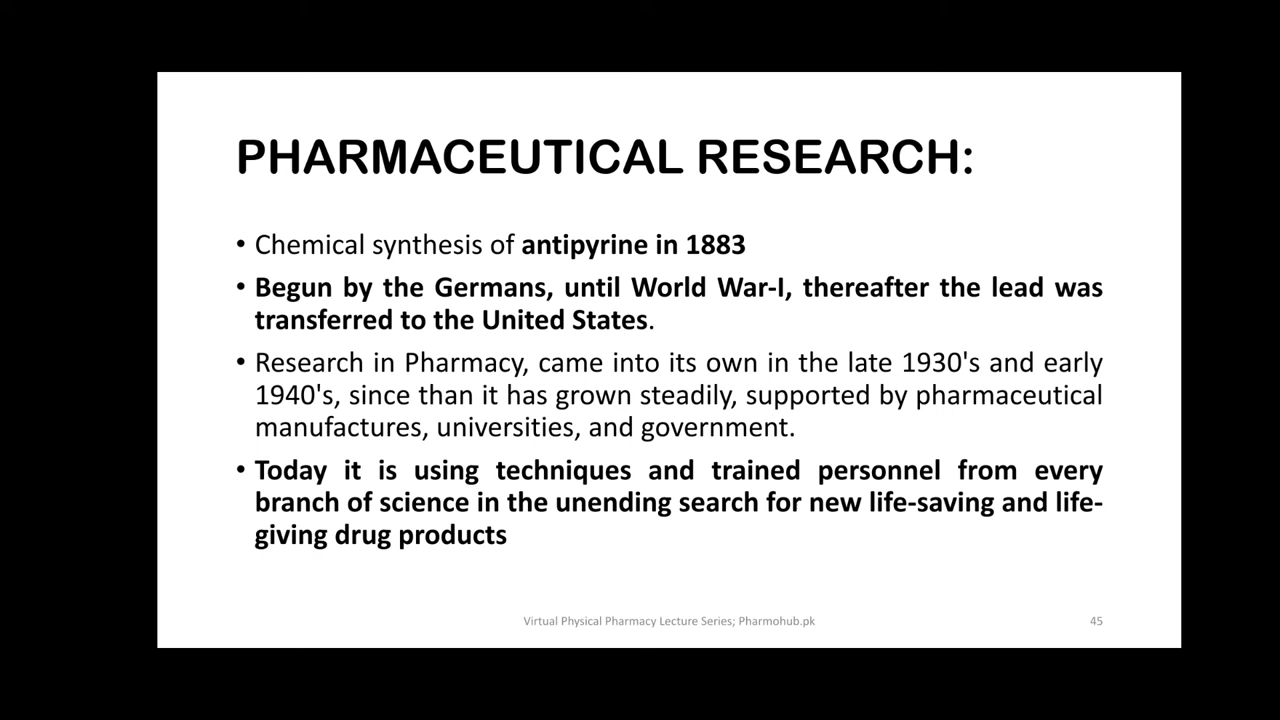 PHARMACEUTICAL RESEARCH:
• Chemical synthesis of antipyrine in 1883
• Begun by the Germans, until World War-I, thereafter the lead was
transferred to the United States.
• Research in Pharmacy, came into its own in the late 1930's and early
1940's, since than it has grown steadily, supported by pharmaceutical
manufactures, universities, and government.
• Today it is using techniques and trained personnel from every
branch of science in the unending search for new life-saving and life-
giving drug products
Virtual Physical Pharmacy Lecture Series; Pharmohub.pk
45